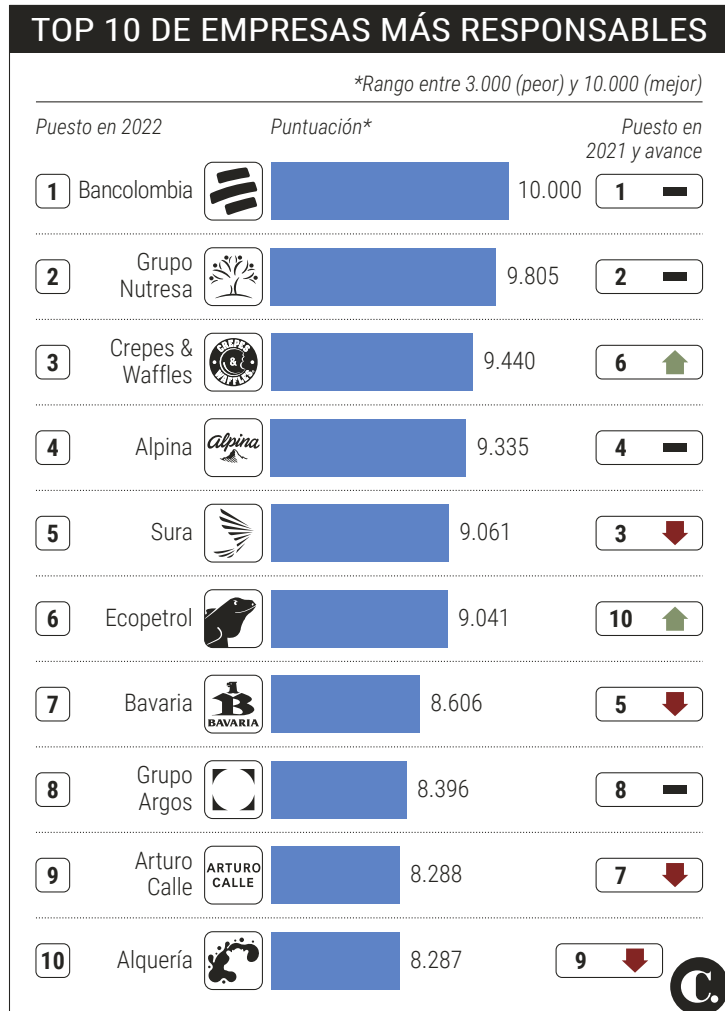 TOP 10 DE EMPRESAS MÁS RESPONSABLES
*Rango entre 3.000 (peor) y 10.000 (mejor)
Puesto en 2022 Puntuación* Puesto en
2021 y avance
1 Bancolombia 10.000 1
2 Grupo
Nutresa 9.805 2
3 Crepes &
Waffles CREPES & WAFFLES 9.440 6
4 Alpina alpina 9.335 4
5 Sura 9.061 3
6 Ecopetrol 9.041 10
7 Bavaria B BAVARIA 8.606 5
8 Grupo
Argos 8.396 8
9 Arturo
Calle ARTURO
CALLE 8.288 7
10 Alquería 8.287 9
C.